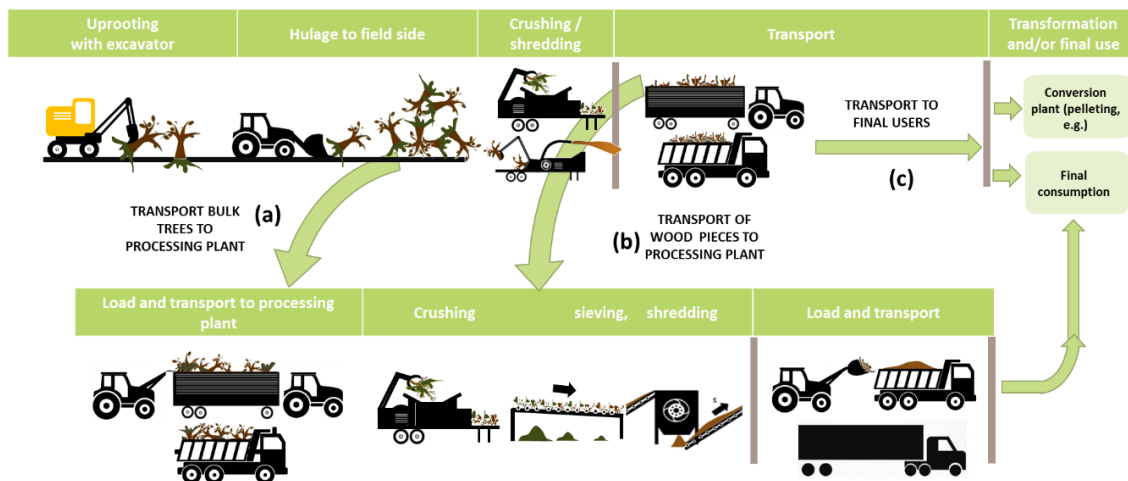 Uprooting
with excavator
Hulage to field side
Crushing /
shredding
Transport
Transformation
and/or final use
TRANSPORT TO
FINAL USERS
(c)
Conversion
plant (pelleting,
e.g.)
Final
consumption
TRANSPORT BULK
TREES TO
PROCESSING PLANT
(a)
(b)
TRANSPORT OF
WOOD PIECES TO
PROCESSING PLANT
Load and transport to processing
plant
Crushing sieving, shredding
Load and transport